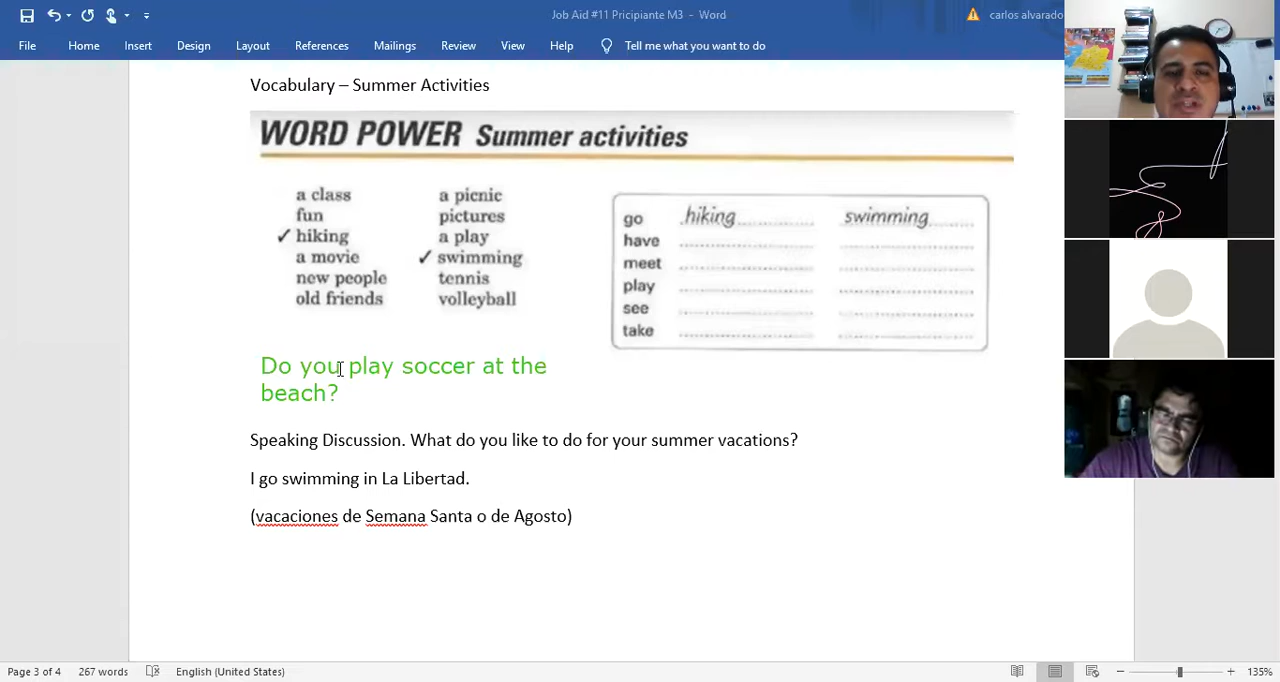 Job Aid #11 Pricipiante M3 - Word
carlos alvarado
File Home Insert Design Layout References Mailings Review View Help Tell me what you want to do
Vocabulary – Summer Activities
WORD POWER Summer activities
a class a picnic
fun pictures
✓ hiking a play
a movie ✓ swimming
new people tennis
old friends volleyball
go hiking swimming
have
meet
play
see
take
Do you play soccer at the
beach?
Speaking Discussion. What do you like to do for your summer vacations?
I go swimming in La Libertad.
(vacaciones de Semana Santa o de Agosto)
Page 3 of 4 267 words English (United States) 135%